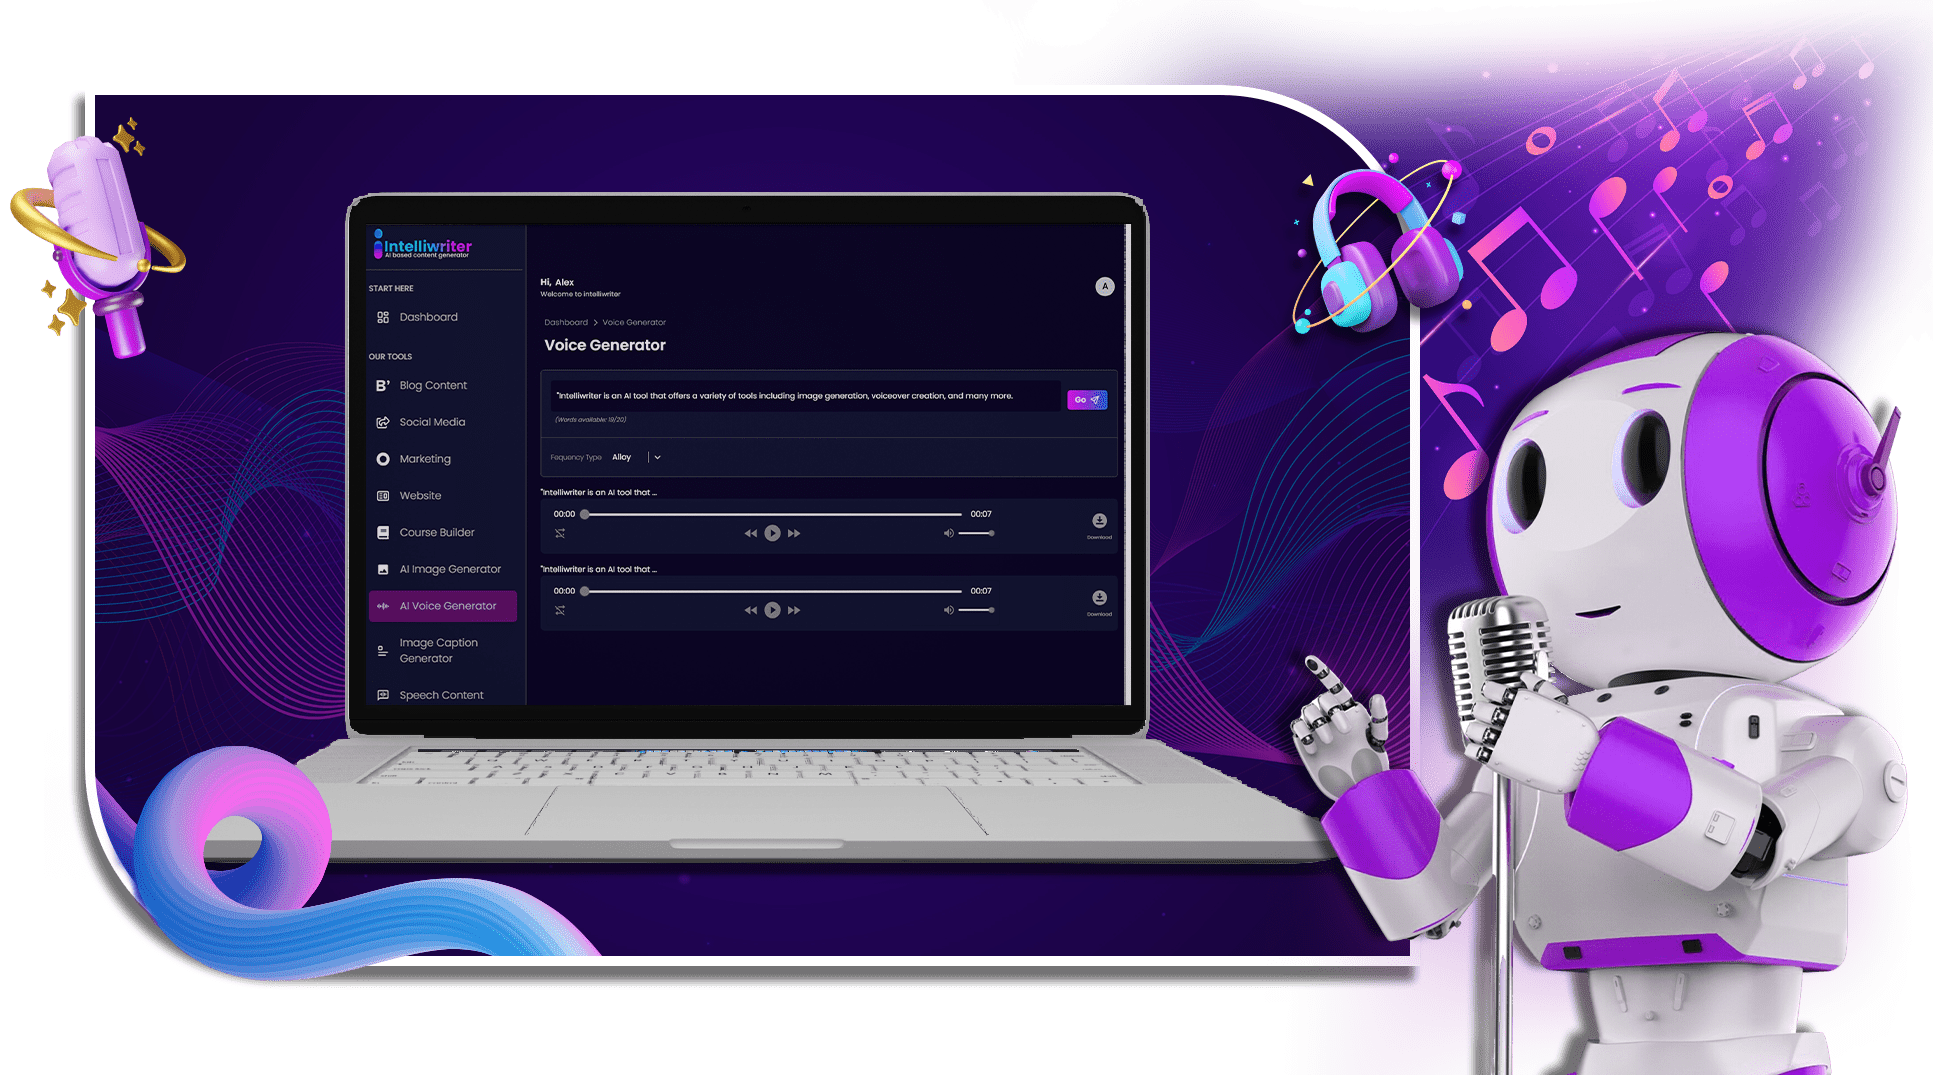 Intelliwriter
AI based content generator
START HERE
Dashboard
OUR TOOLS
B’ Blog Content
Social Media
Marketing
Website
Course Builder
AI Image Generator
AI Voice Generator
Image Caption
Generator
Speech Content
Hi, Alex
Welcome to intelliwriter
A
Dashboard > Voice Generator
Voice Generator
"Intelliwriter is an AI tool that offers a variety of tools including image generation, voiceover creation, and many more.
Go
(Words available: 19/20)
Fequency Type Alloy
"Intelliwriter is an AI tool that ...
00:00 00:07
Download
"Intelliwriter is an AI tool that ...
00:00 00:07
Download